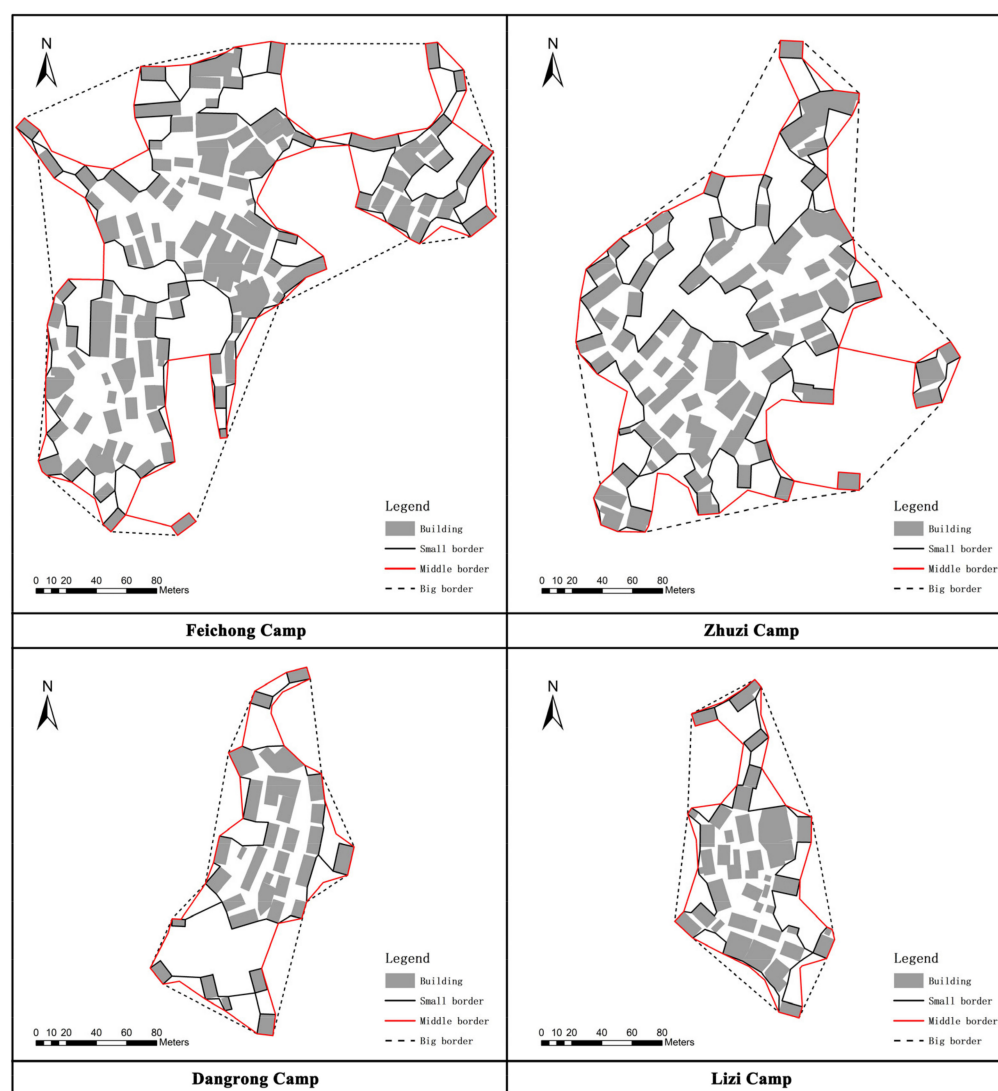 N
Legend
Building
Small border
Middle border
Big border
0 10 20 40 60 80
Meters
Feichong Camp
N
Legend
Building
Small border
Middle border
Big border
0 10 20 40 60 80
Meters
Zhuzi Camp
N
Legend
Building
Small border
Middle border
Big border
0 10 20 40 60 80
Meters
Dangrong Camp
N
Legend
Building
Small border
Middle border
Big border
0 10 20 40 60 80
Meters
Lizi Camp